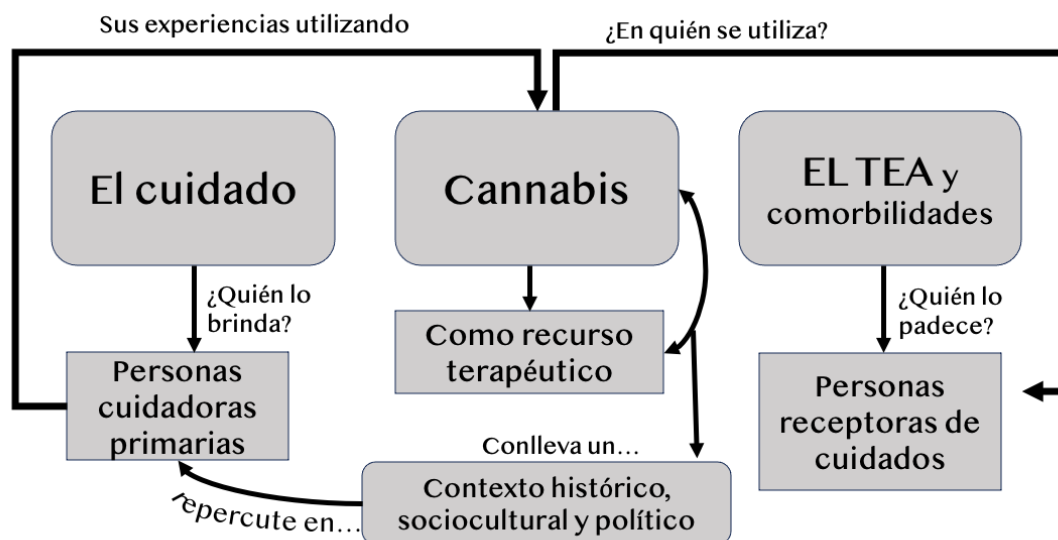 Sus experiencias utilizando
¿En quién se utiliza?
El cuidado
Cannabis
EL TEA y
comorbilidades
¿Quién lo
brinda?
¿Quién lo
padece?
Como recurso
terapéutico
Personas
cuidadoras
primarias
Personas
receptoras de
cuidados
Conlleva un...
Contexto histórico,
sociocultural y político
repercute en...